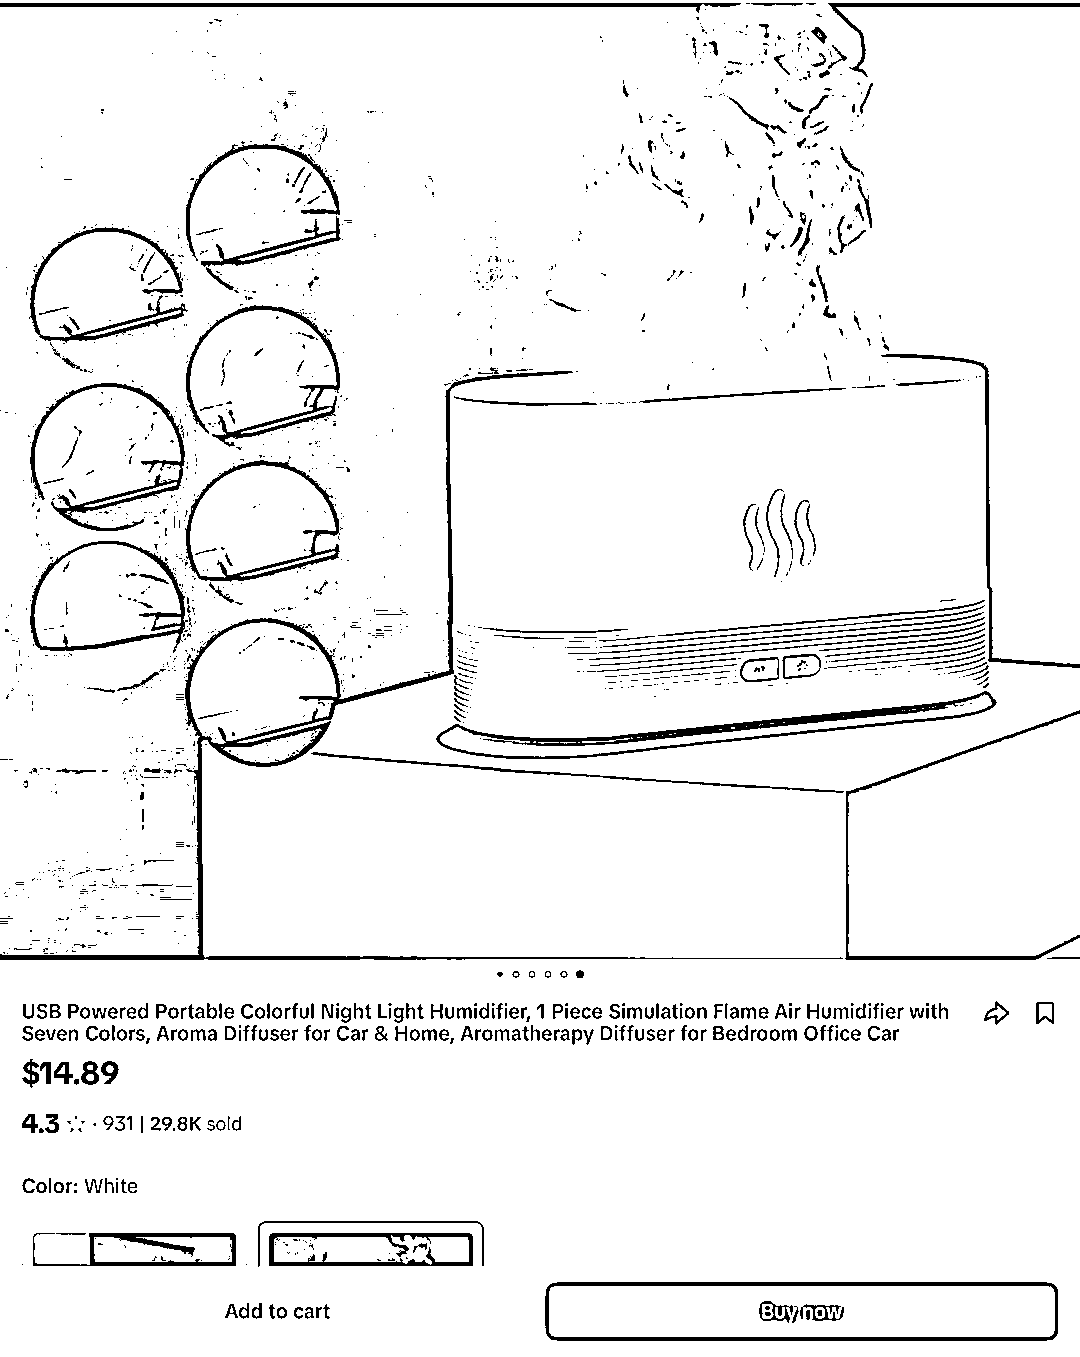 USB Powered Portable Colorful Night Light Humidifier, 1 Piece Simulation Flame Air Humidifier with
Seven Colors, Aroma Diffuser for Car & Home, Aromatherapy Diffuser for Bedroom Office Car
$14.89
4.3 ☆ · 931 | 29.8K sold
Color: White
Add to cart
Buy now